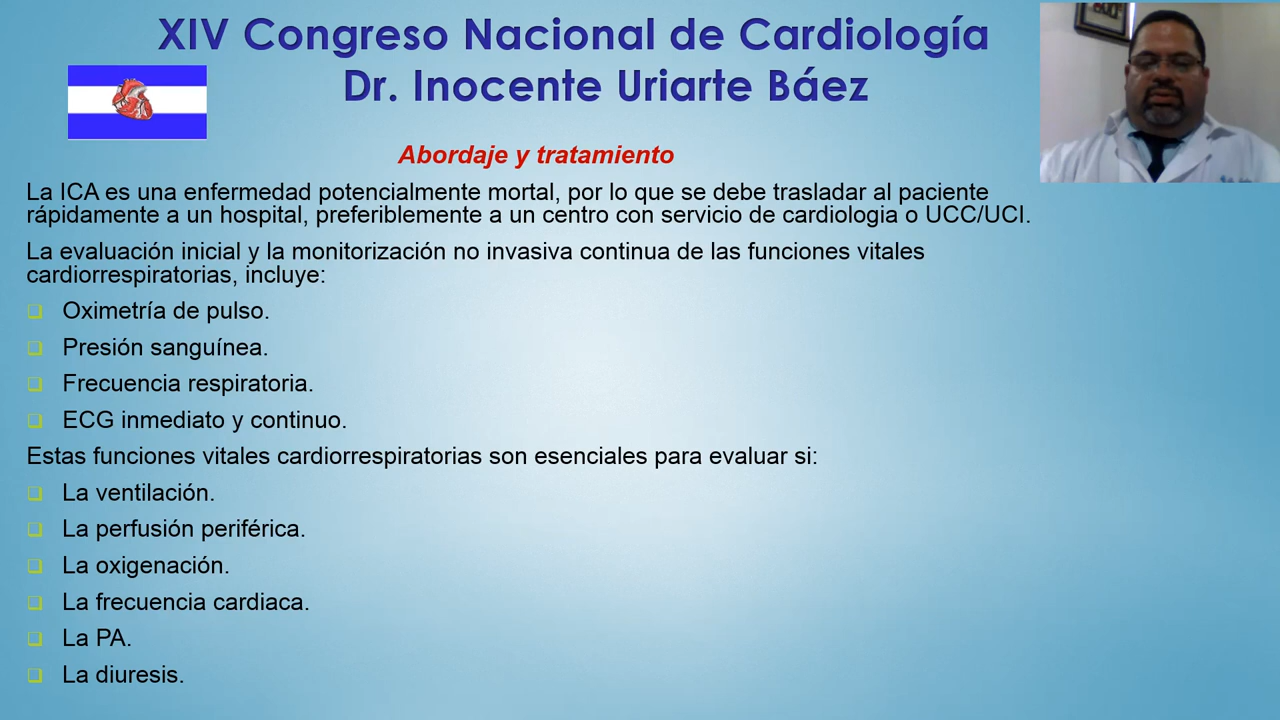 XIV Congreso Nacional de Cardiología
Dr. Inocente Uriarte Báez
Abordaje y tratamiento
La ICA es una enfermedad potencialmente mortal, por lo que se debe trasladar al paciente
rápidamente a un hospital, preferiblemente a un centro con servicio de cardiologia o UCC/UCI.
La evaluación inicial y la monitorización no invasiva continua de las funciones vitales
cardiorrespiratorias, incluye:
Oximetría de pulso.
Presión sanguínea.
Frecuencia respiratoria.
ECG inmediato y continuo.
Estas funciones vitales cardiorrespiratorias son esenciales para evaluar si:
La ventilación.
La perfusión periférica.
La oxigenación.
La frecuencia cardiaca.
La PA.
La diuresis.